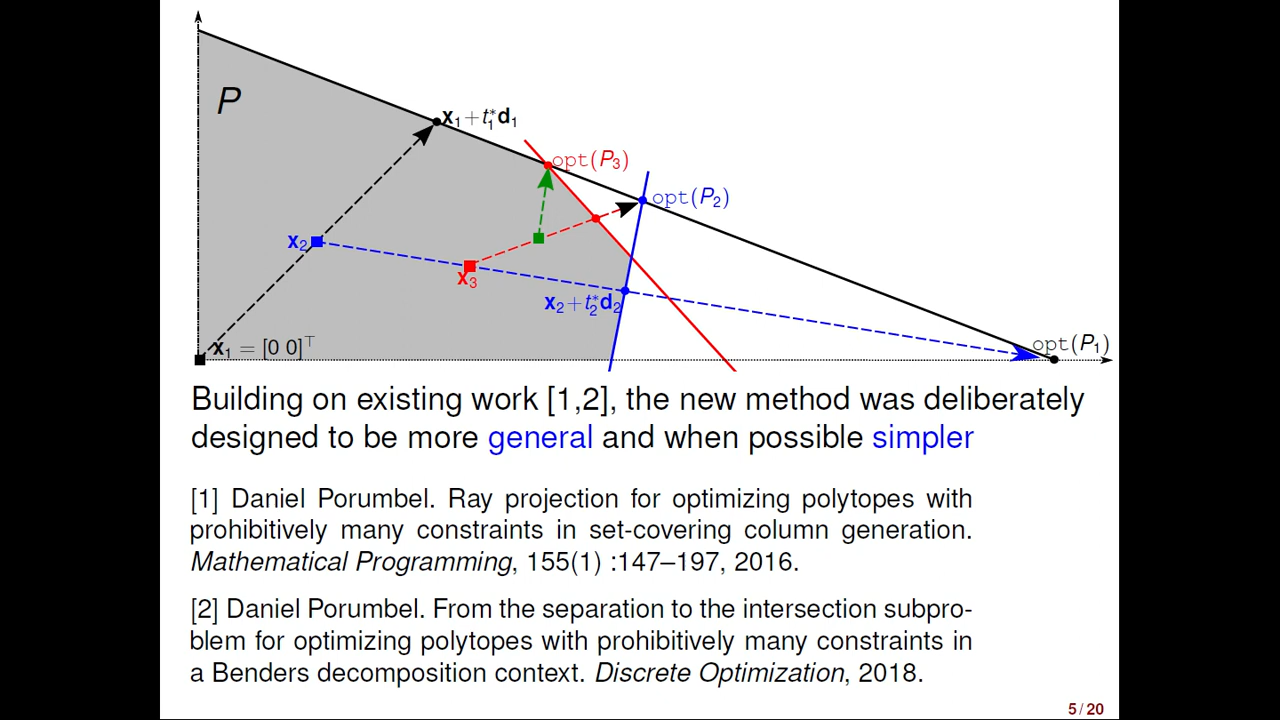 P
x₁+t₁*d₁
opt(P₃)
opt(P₂)
x₂
x₃
x₂+t₂*d₂
x₁ = [0 0]⊤
opt(P₁)
Building on existing work [1,2], the new method was deliberately
designed to be more general and when possible simpler
[1] Daniel Porumbel. Ray projection for optimizing polytopes with
prohibitively many constraints in set-covering column generation.
Mathematical Programming, 155(1) :147–197, 2016.
[2] Daniel Porumbel. From the separation to the intersection subpro-
blem for optimizing polytopes with prohibitively many constraints in
a Benders decomposition context. Discrete Optimization, 2018.
5 / 20